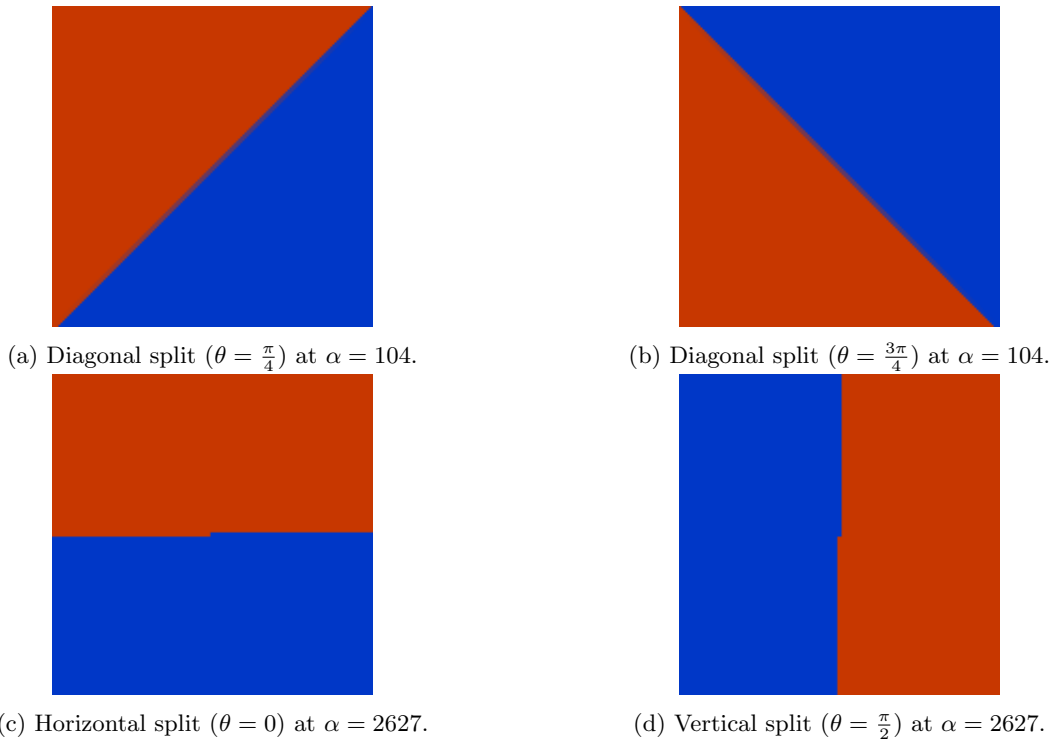 (a) Diagonal split (θ = π/4) at α = 104.
(b) Diagonal split (θ = 3π/4) at α = 104.
(c) Horizontal split (θ = 0) at α = 2627.
(d) Vertical split (θ = π/2) at α = 2627.